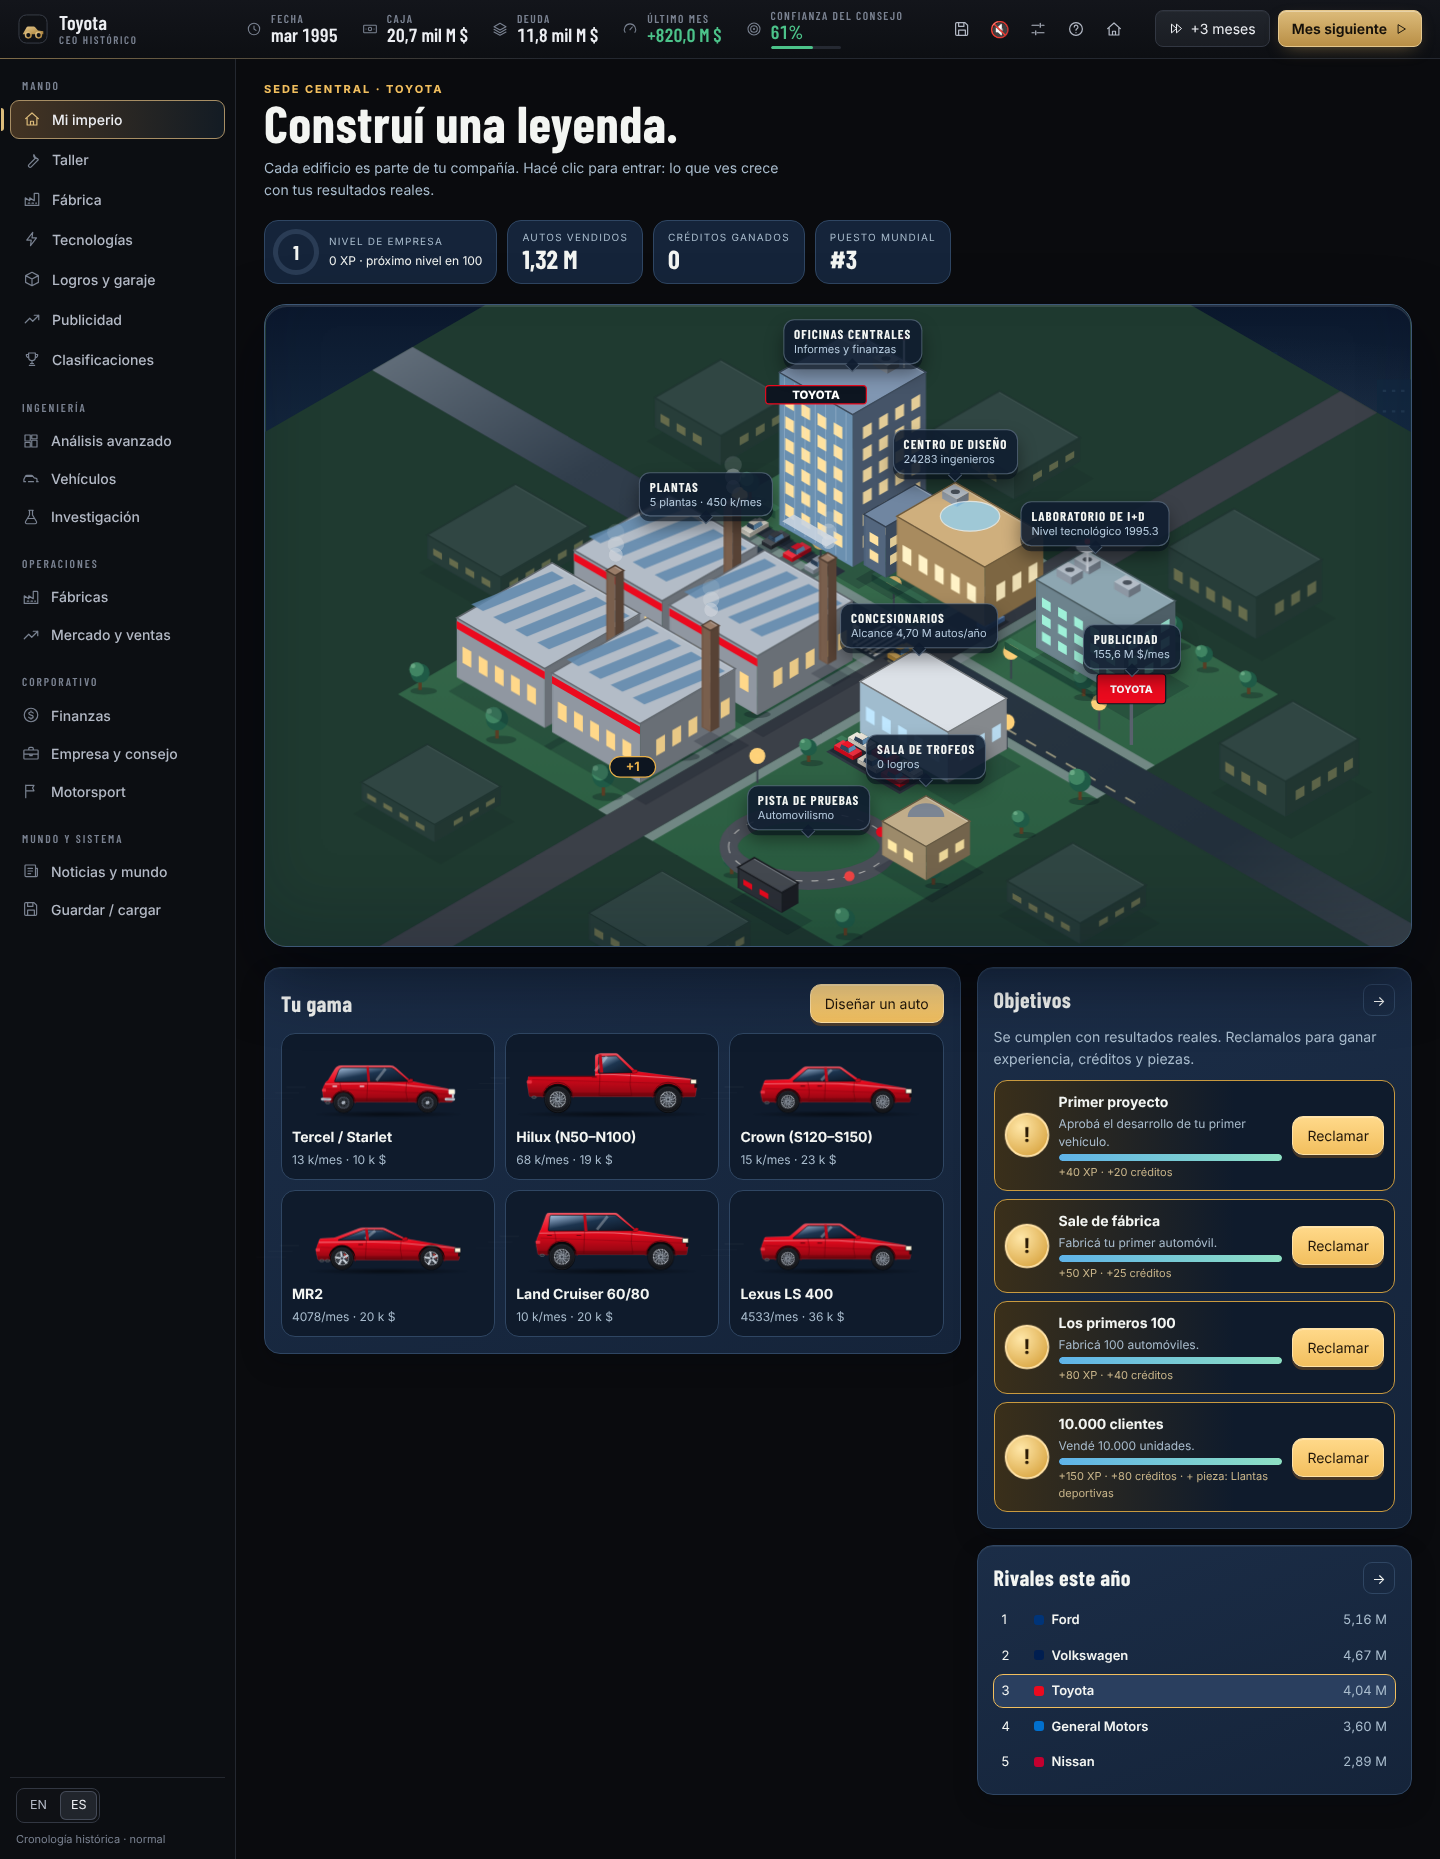 Toyota
CEO HISTÓRICO
FECHA
mar 1995
CAJA
20,7 mil M $
DEUDA
11,8 mil M $
ÚLTIMO MES
+820,0 M $
CONFIANZA DEL CONSEJO
61%
+3 meses
Mes siguiente
MANDO
Mi imperio
Taller
Fábrica
Tecnologías
Logros y garaje
Publicidad
Clasificaciones
INGENIERÍA
Análisis avanzado
Vehículos
Investigación
OPERACIONES
Fábricas
Mercado y ventas
CORPORATIVO
Finanzas
Empresa y consejo
Motorsport
MUNDO Y SISTEMA
Noticias y mundo
Guardar / cargar
EN
ES
Cronología histórica · normal
SEDE CENTRAL · TOYOTA
Construí una leyenda.
Cada edificio es parte de tu compañía. Hacé clic para entrar: lo que ves crece
con tus resultados reales.
1
NIVEL DE EMPRESA
0 XP · próximo nivel en 100
AUTOS VENDIDOS
1,32 M
CRÉDITOS GANADOS
0
PUESTO MUNDIAL
#3
OFICINAS CENTRALES
Informes y finanzas
TOYOTA
CENTRO DE DISEÑO
24283 ingenieros
PLANTAS
5 plantas · 450 k/mes
LABORATORIO DE I+D
Nivel tecnológico 1995.3
CONCESIONARIOS
Alcance 4,70 M autos/año
PUBLICIDAD
155,6 M $/mes
TOYOTA
SALA DE TROFEOS
0 logros
+1
PISTA DE PRUEBAS
Automovilismo
Tu gama
Diseñar un auto
Tercel / Starlet
13 k/mes · 10 k $
Hilux (N50–N100)
68 k/mes · 19 k $
Crown (S120–S150)
15 k/mes · 23 k $
MR2
4078/mes · 20 k $
Land Cruiser 60/80
10 k/mes · 20 k $
Lexus LS 400
4533/mes · 36 k $
Objetivos
Se cumplen con resultados reales. Reclamalos para ganar
experiencia, créditos y piezas.
!
Primer proyecto
Aprobá el desarrollo de tu primer
vehículo.
+40 XP · +20 créditos
Reclamar
!
Sale de fábrica
Fabricá tu primer automóvil.
+50 XP · +25 créditos
Reclamar
!
Los primeros 100
Fabricá 100 automóviles.
+80 XP · +40 créditos
Reclamar
!
10.000 clientes
Vendé 10.000 unidades.
+150 XP · +80 créditos · + pieza: Llantas
deportivas
Reclamar
Rivales este año
1 Ford 5,16 M
2 Volkswagen 4,67 M
3 Toyota 4,04 M
4 General Motors 3,60 M
5 Nissan 2,89 M